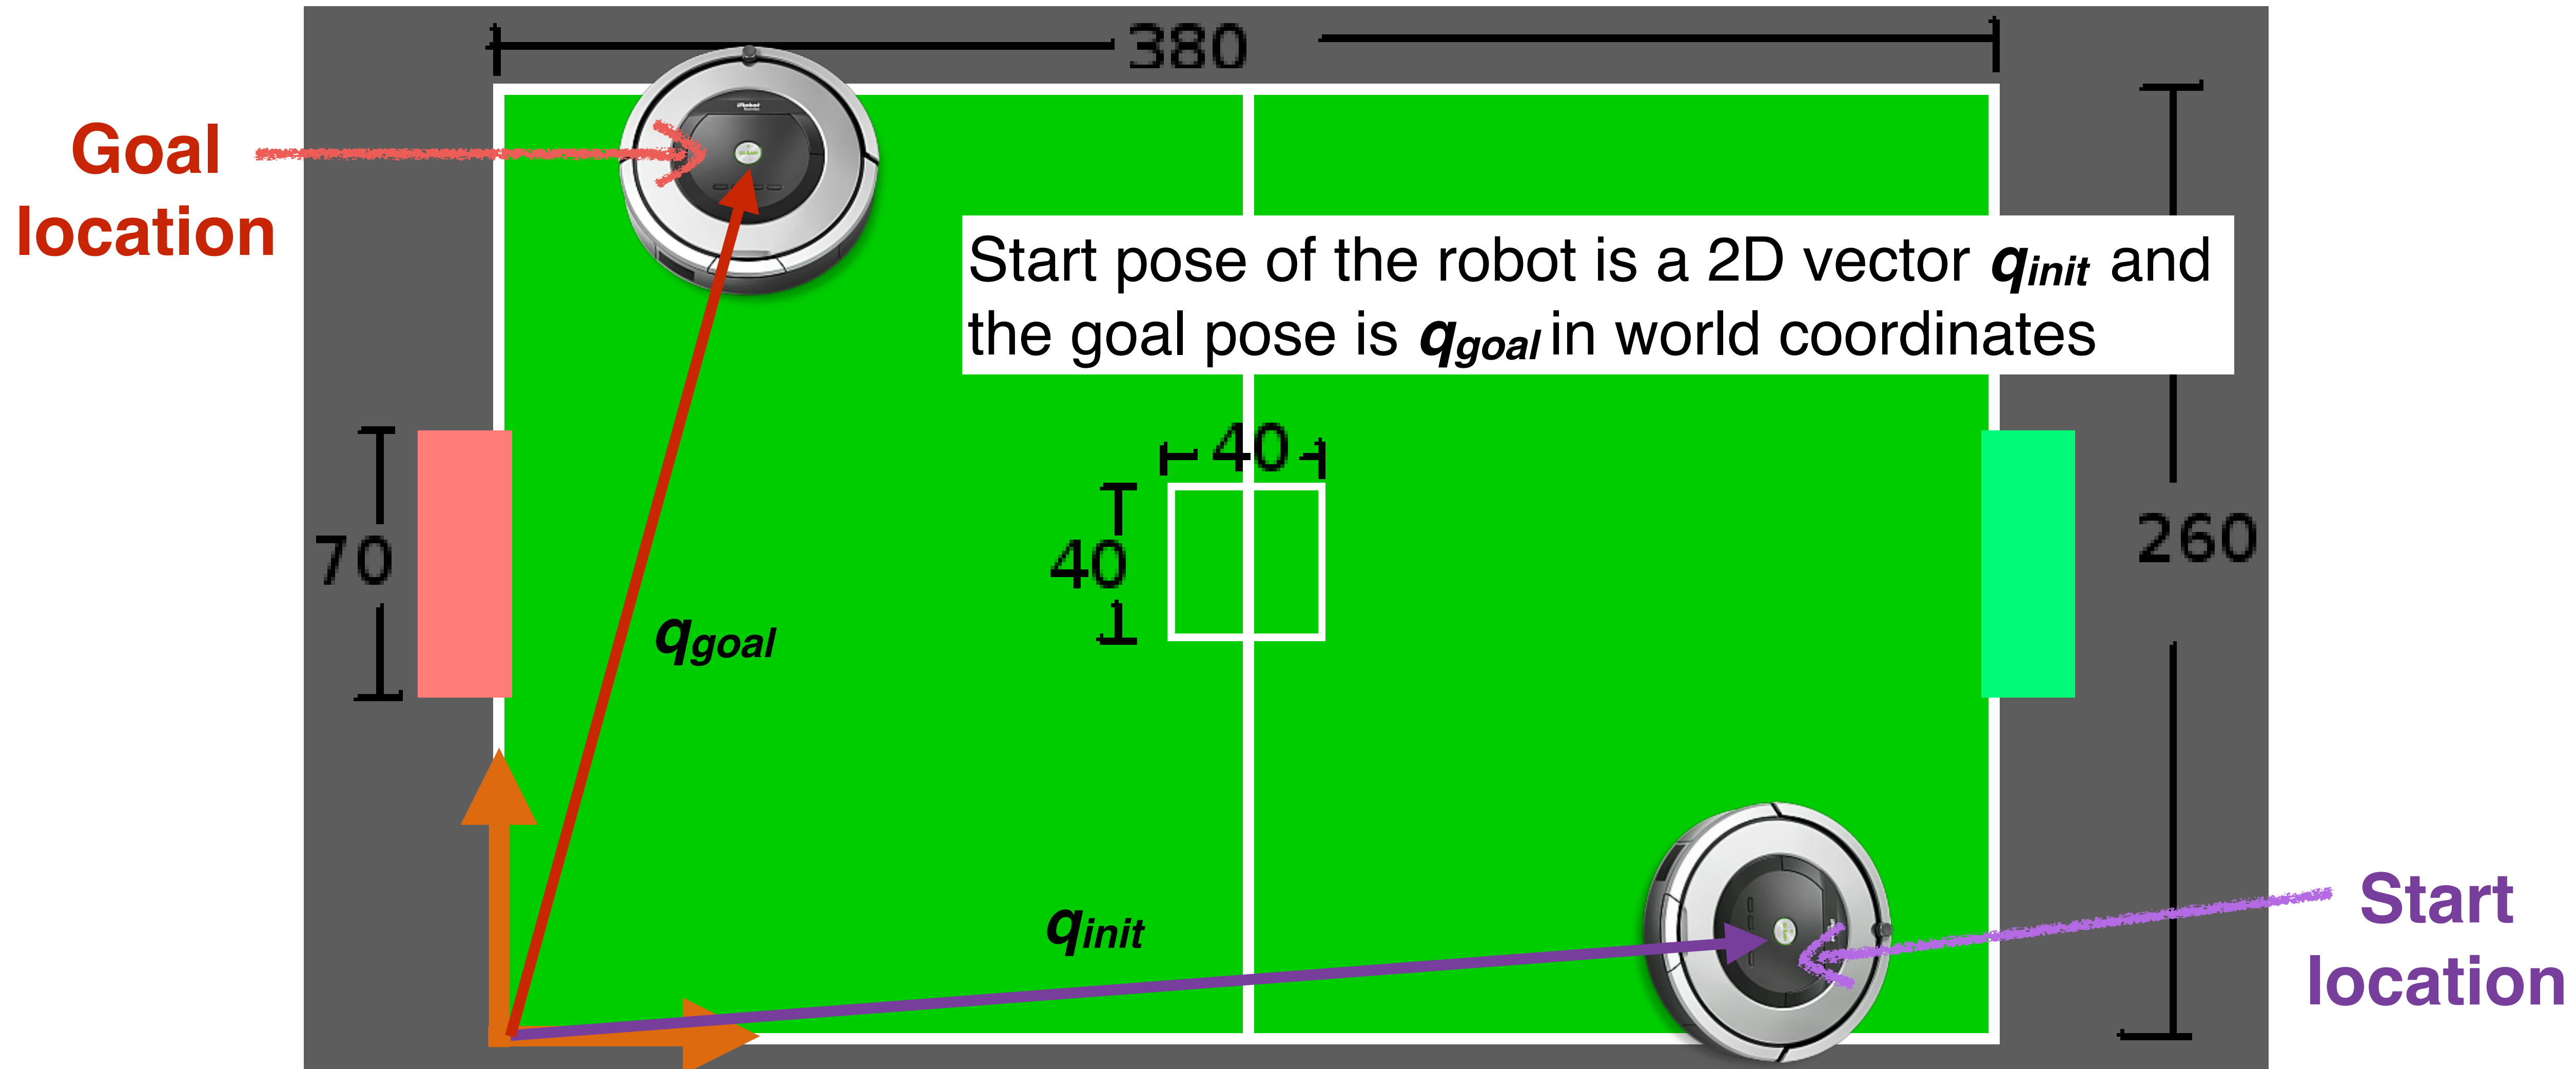 380
Goal
location
iRobot
Start pose of the robot is a 2D vector qinit and
the goal pose is qgoal in world coordinates
40
70
40
260
qgoal
qinit
Start
location